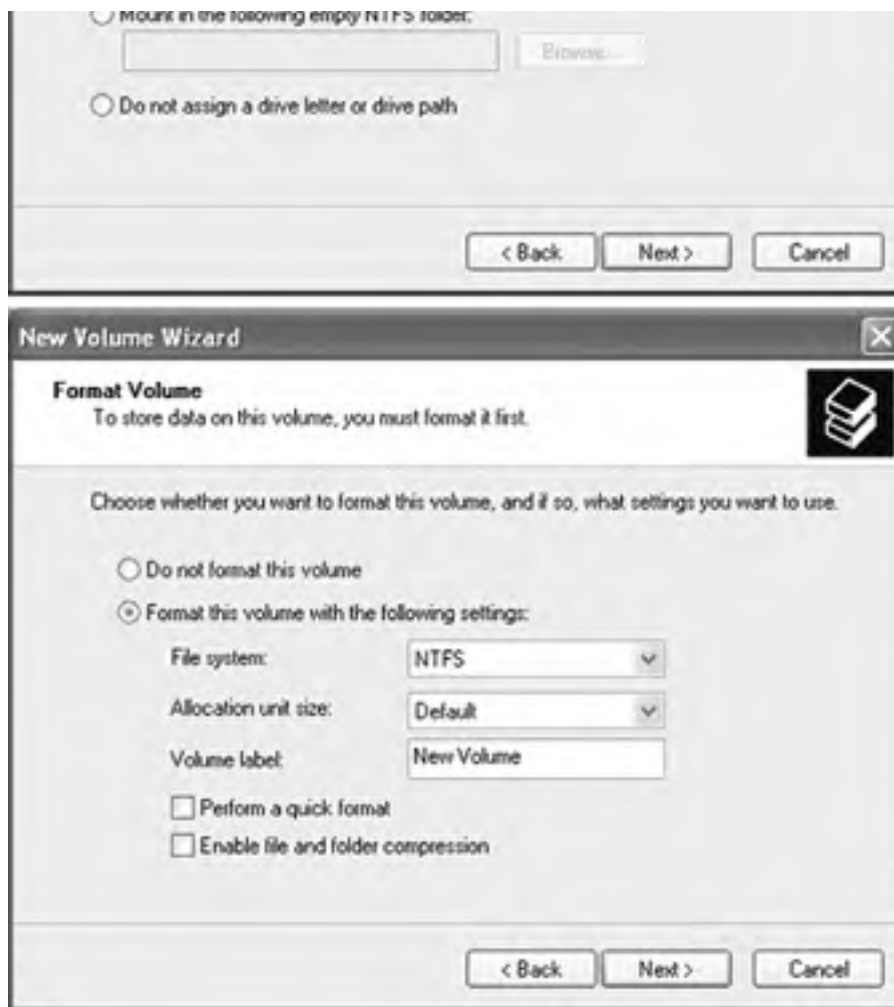 Mount in the following empty NTFS folder:
Browse...
Do not assign a drive letter or drive path
< Back Next > Cancel
New Volume Wizard
Format Volume
To store data on this volume, you must format it first.
Choose whether you want to format this volume, and if so, what settings you want to use.
Do not format this volume
Format this volume with the following settings:
File system: NTFS
Allocation unit size: Default
Volume label: New Volume
Perform a quick format
Enable file and folder compression
< Back Next > Cancel